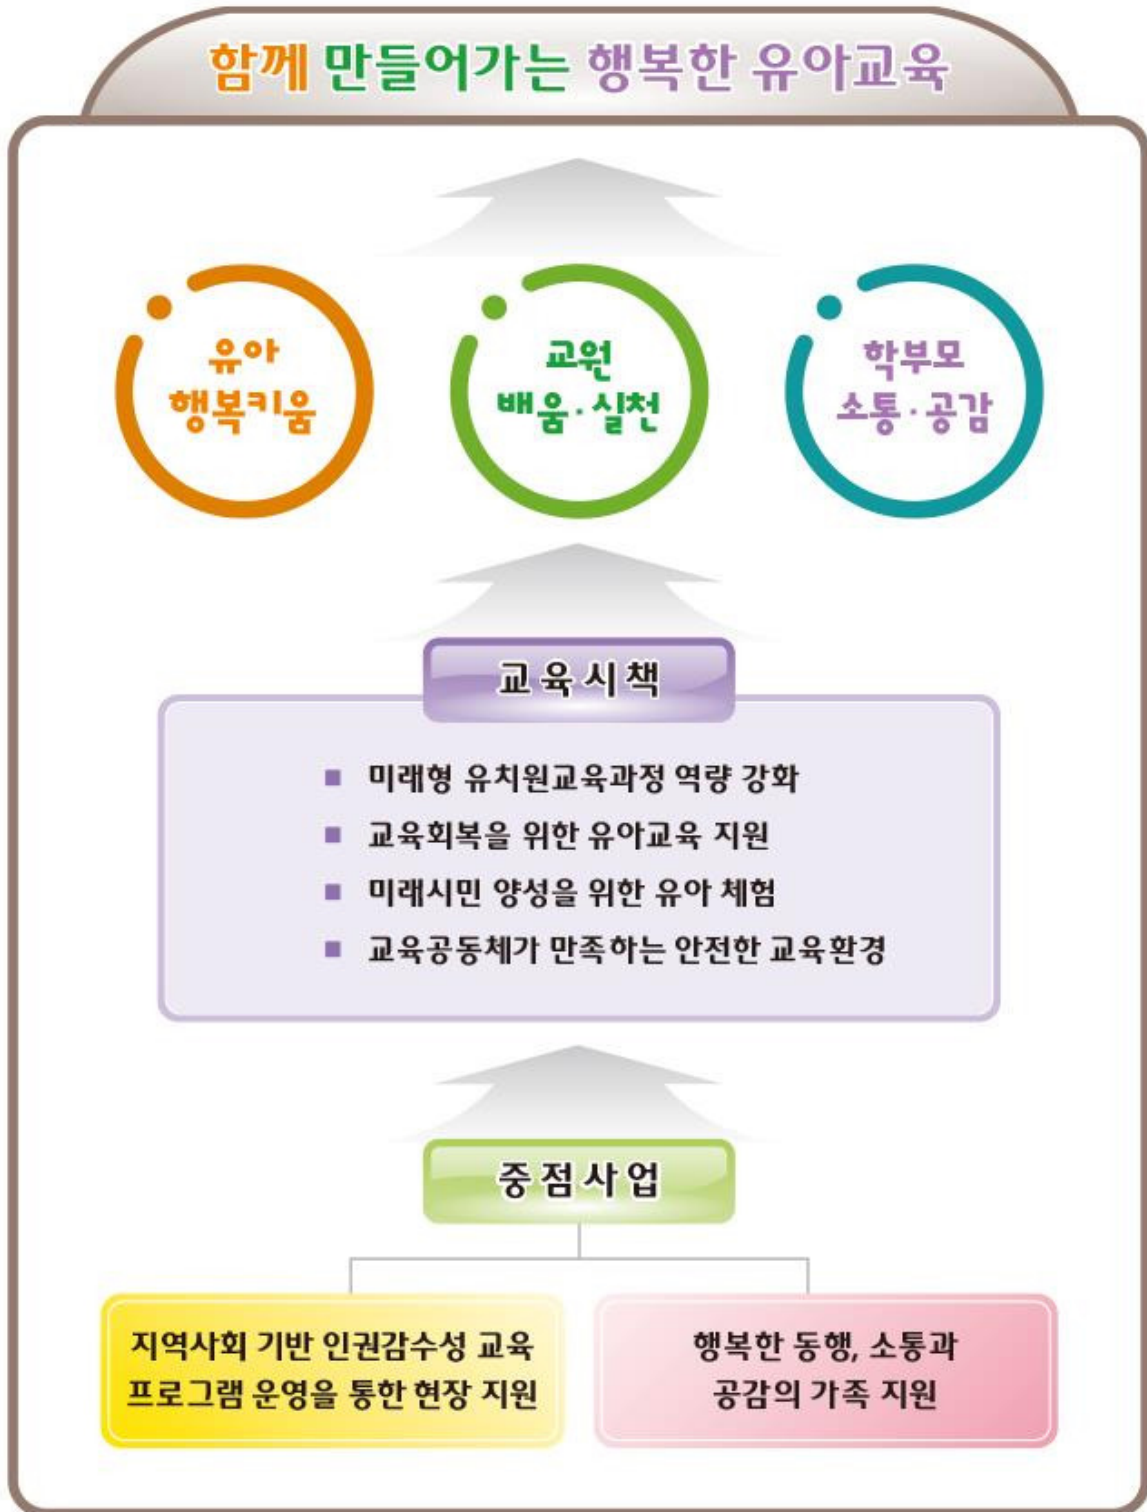 함께 만들어가는 행복한 유아교육
유아
행복키움
교원
배움·실천
학부모
소통·공감
교육시책
■ 미래형 유치원교육과정 역량 강화
■ 교육회복을 위한 유아교육 지원
■ 미래시민 양성을 위한 유아 체험
■ 교육공동체가 만족하는 안전한 교육환경
중점사업
지역사회 기반 인권감수성 교육
프로그램 운영을 통한 현장 지원
행복한 동행, 소통과
공감의 가족 지원